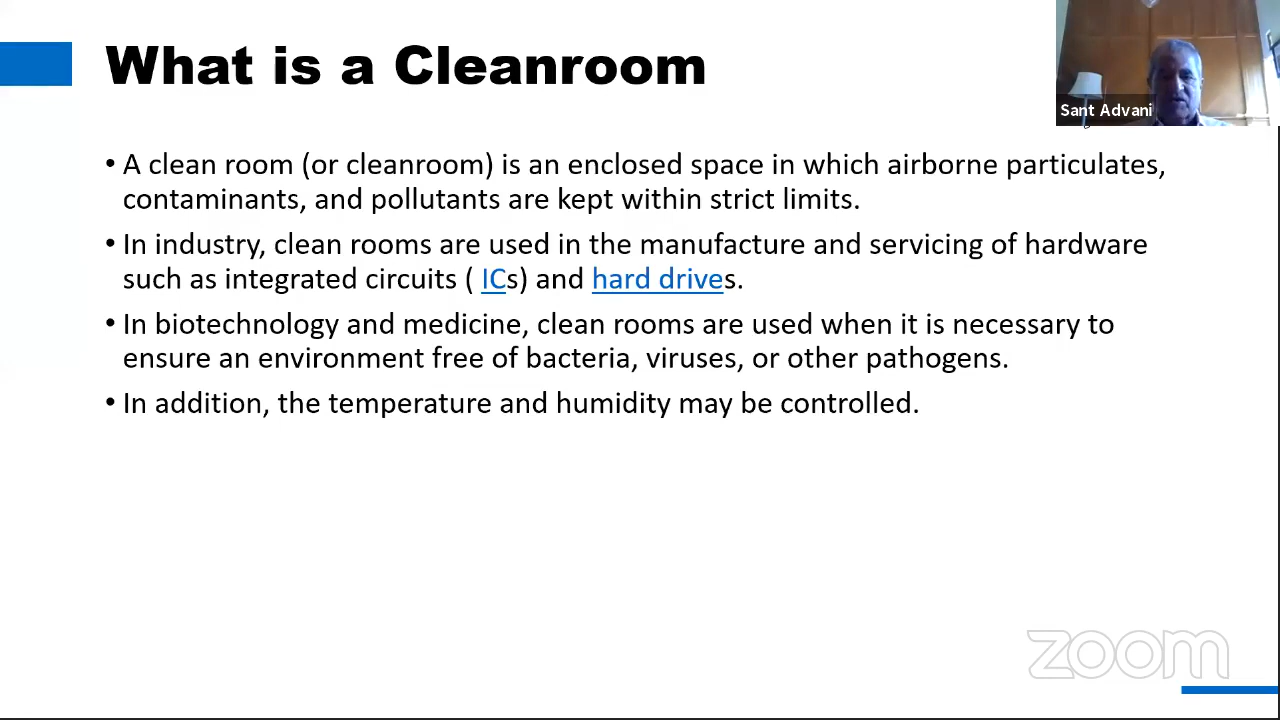 What is a Cleanroom
Sant Advani
• A clean room (or cleanroom) is an enclosed space in which airborne particulates,
contaminants, and pollutants are kept within strict limits.
• In industry, clean rooms are used in the manufacture and servicing of hardware
such as integrated circuits ( ICs) and hard drives.
• In biotechnology and medicine, clean rooms are used when it is necessary to
ensure an environment free of bacteria, viruses, or other pathogens.
• In addition, the temperature and humidity may be controlled.
zoom